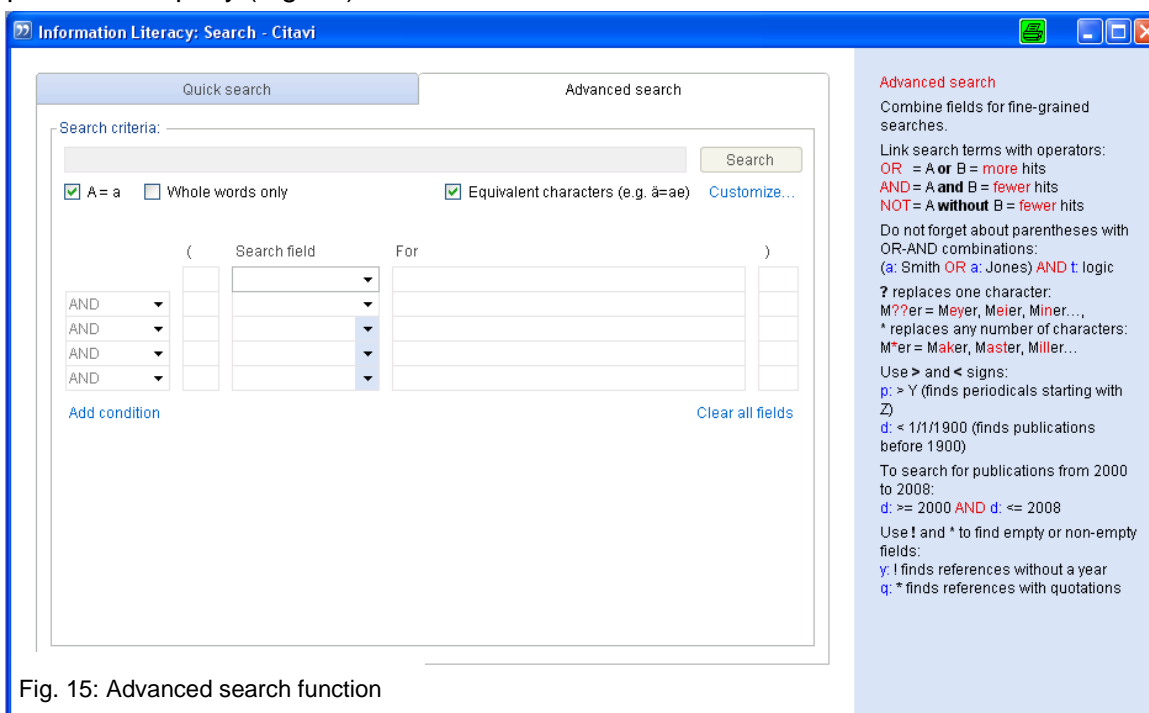 Information Literacy: Search - Citavi
Quick search
Advanced search
Search criteria:
Search
A = a
Whole words only
Equivalent characters (e.g. ä=ae)
Customize...
( Search field For )
AND
AND
AND
AND
Add condition
Clear all fields
Advanced search
Combine fields for fine-grained
searches.
Link search terms with operators:
OR = A or B = more hits
AND = A and B = fewer hits
NOT = A without B = fewer hits
Do not forget about parentheses with
OR-AND combinations:
(a: Smith OR a: Jones) AND t: logic
? replaces one character:
M??er = Meyer, Meier, Miner...,
* replaces any number of characters:
M*er = Maker, Master, Miller...
Use > and < signs:
p: > Y (finds periodicals starting with
Z)
d: < 1/1/1900 (finds publications
before 1900)
To search for publications from 2000
to 2008:
d: >= 2000 AND d: <= 2008
Use ! and * to find empty or non-empty
fields:
y: ! finds references without a year
q: * finds references with quotations
Fig. 15: Advanced search function